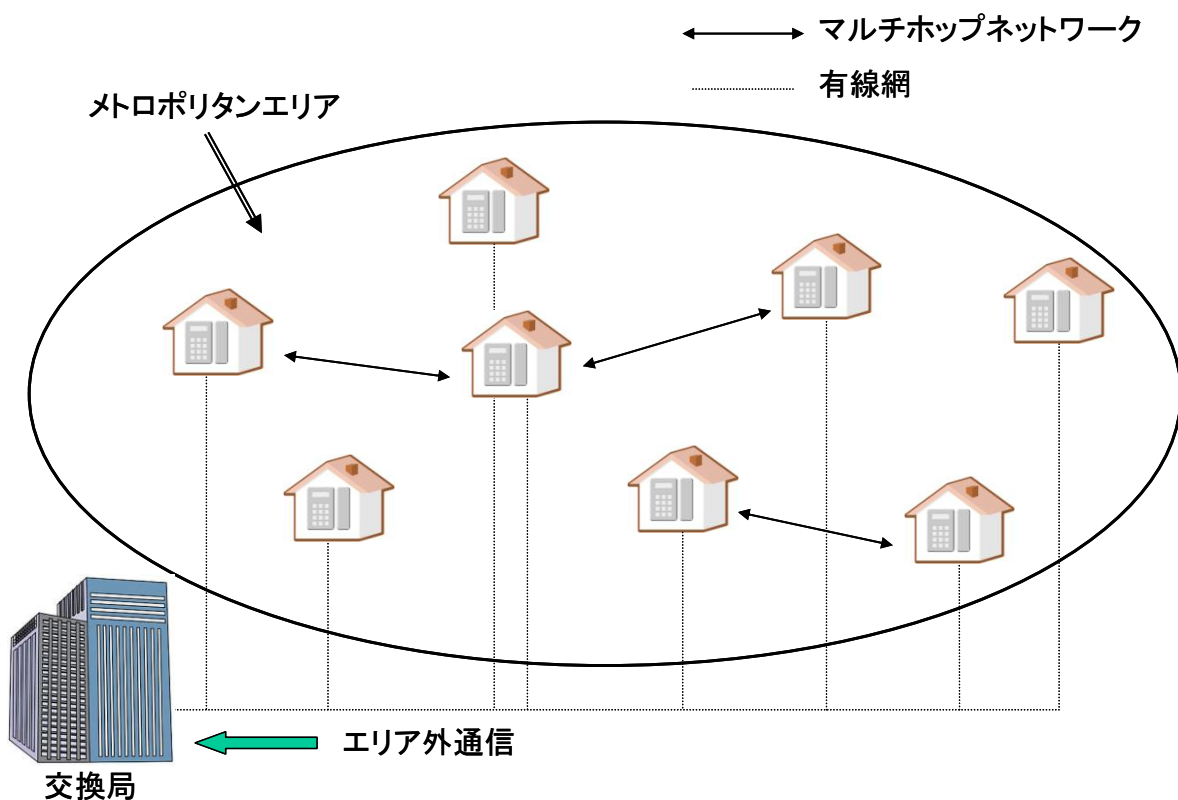 マルチホップネットワーク
有線網
メトロポリタンエリア
エリア外通信
交換局